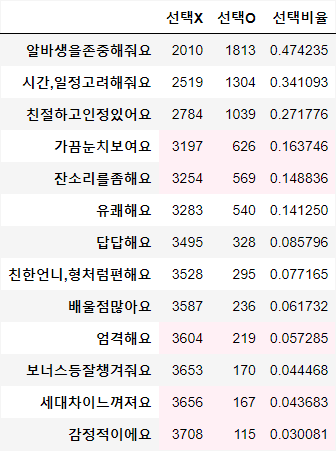 선택X 선택O 선택비율
알바생을존중해줘요 2010 1813 0.474235
시간,일정고려해줘요 2519 1304 0.341093
친절하고인정있어요 2784 1039 0.271776
가끔눈치보여요 3197 626 0.163746
잔소리를좀해요 3254 569 0.148836
유쾌해요 3283 540 0.141250
답답해요 3495 328 0.085796
친한언니,형처럼편해요 3528 295 0.077165
배울점많아요 3587 236 0.061732
엄격해요 3604 219 0.057285
보너스등잘챙겨줘요 3653 170 0.044468
세대차이느껴져요 3656 167 0.043683
감정적이에요 3708 115 0.030081